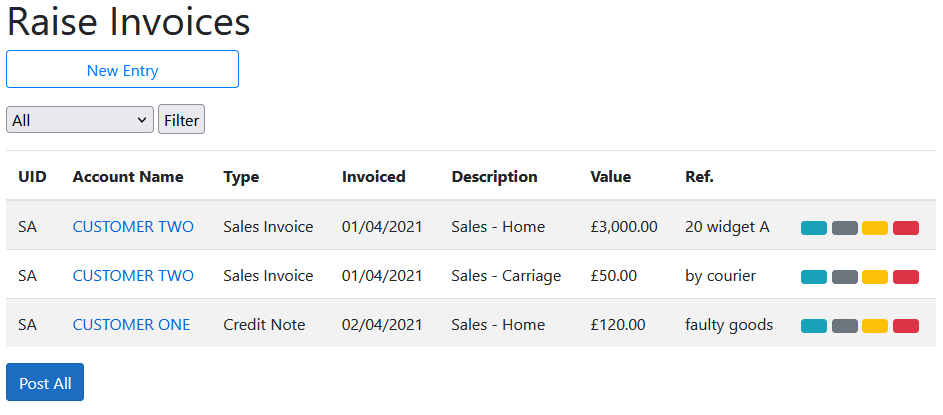 Raise Invoices
New Entry
All Filter
UID Account Name Type Invoiced Description Value Ref.
SA CUSTOMER TWO Sales Invoice 01/04/2021 Sales - Home £3,000.00 20 widget A
SA CUSTOMER TWO Sales Invoice 01/04/2021 Sales - Carriage £50.00 by courier
SA CUSTOMER ONE Credit Note 02/04/2021 Sales - Home £120.00 faulty goods
Post All